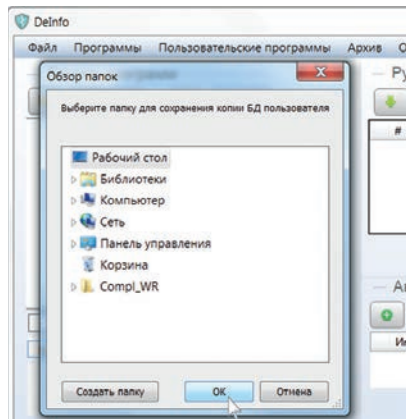 DeInfo
Файл Программы Пользовательские программы Архив
Обзор папок
Выберите папку для сохранения копии БД пользователя
#
Рабочий стол
Библиотеки
Компьютер
Сеть
Панель управления
Корзина
Compl_WR
Создать папку OK Отмена